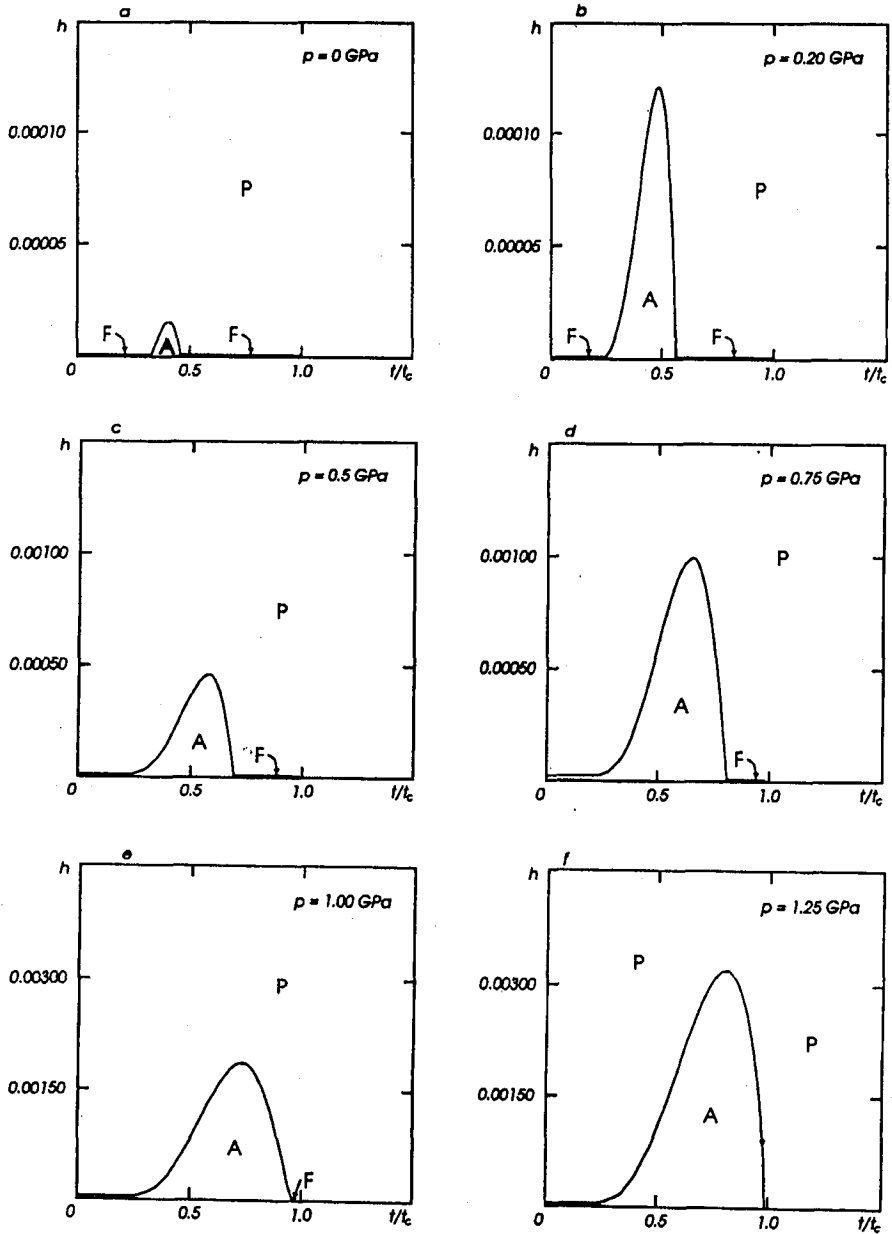 a
h
p = 0 GPa
0.00010
P
0.00005
F
F
A
0
0.5
1.0
t/tc
b
h
p = 0.20 GPa
0.00010
P
0.00005
A
F
F
0
0.5
1.0
t/tc
c
h
p = 0.5 GPa
0.00100
P
0.00050
A
F
0
0.5
1.0
t/tc
d
h
p = 0.75 GPa
0.00100
P
0.00050
A
F
0
0.5
1.0
t/tc
e
h
p = 1.00 GPa
0.00300
P
0.00150
A
F
0
0.5
1.0
t/tc
f
h
p = 1.25 GPa
P
0.00300
P
0.00150
A
0
0.5
1.0
t/tc